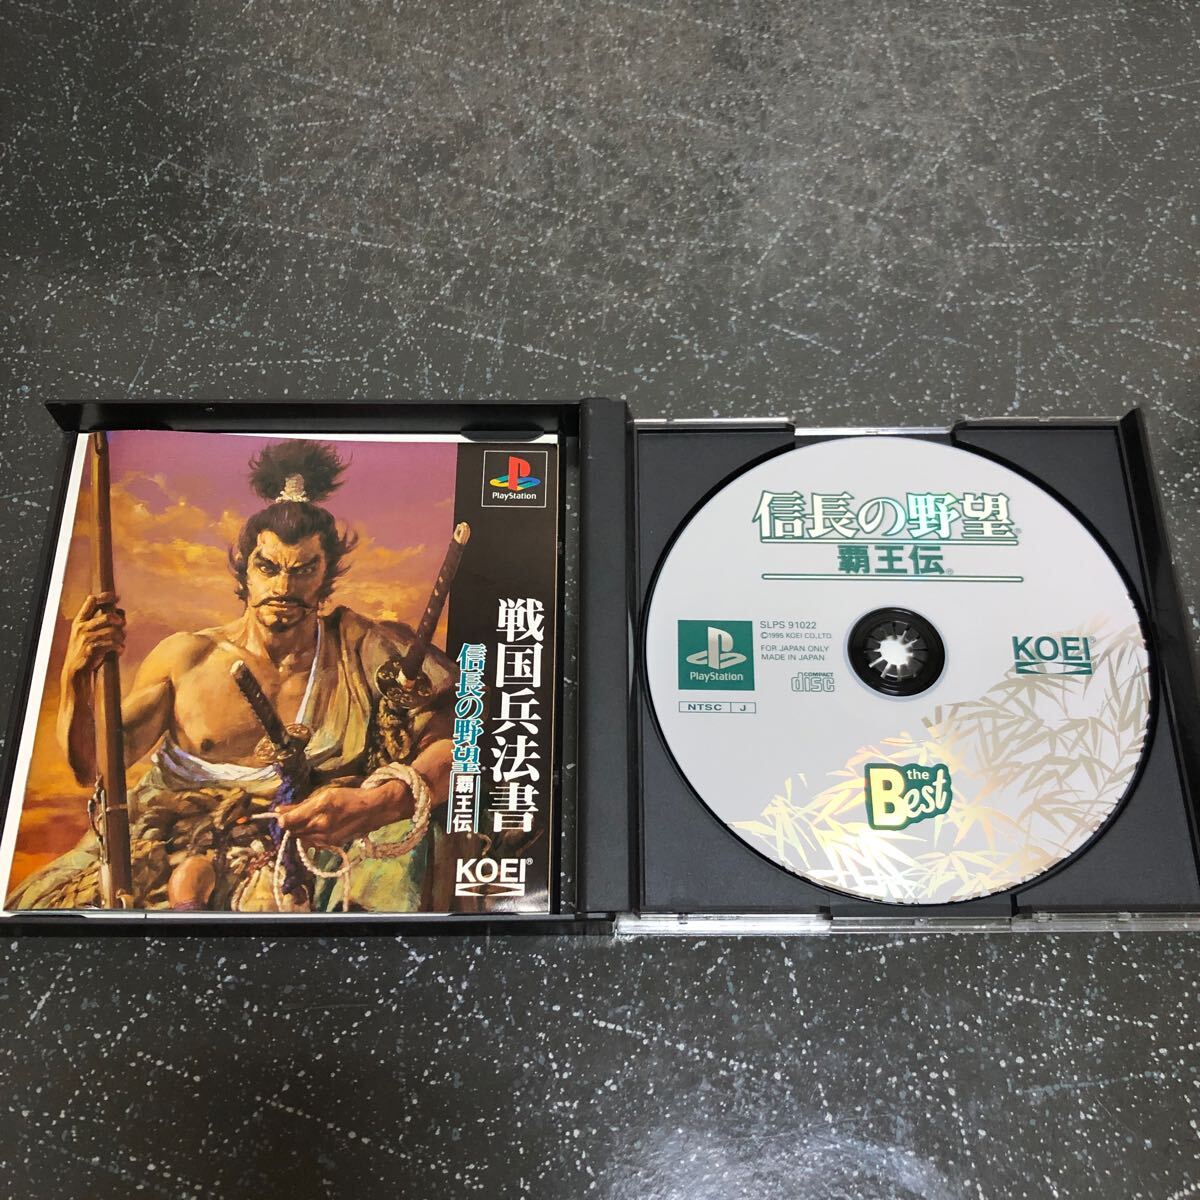 PlayStation
戦国兵法書
信長の野望®
覇王伝
KOEI®
信長の野望®
覇王伝®
PlayStation
NTSC J
SLPS 91022
©1995 KOEI CO.,LTD.
FOR JAPAN ONLY
MADE IN JAPAN
COMPACT
disc
KOEI®
the
Best